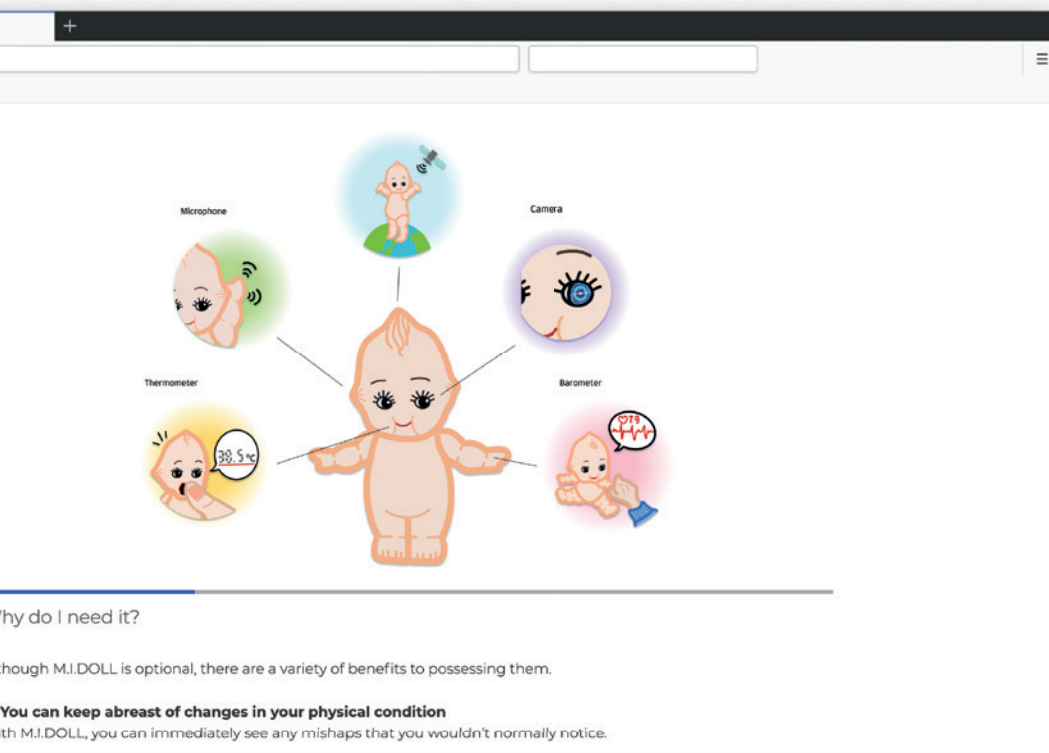 +
Microphone
Camera
Thermometer
Barometer
38.5°C
79
hy do I need it?
though M.I.DOLL is optional, there are a variety of benefits to possessing them.
You can keep abreast of changes in your physical condition
ith M.I.DOLL, you can immediately see any mishaps that you wouldn't normally notice.